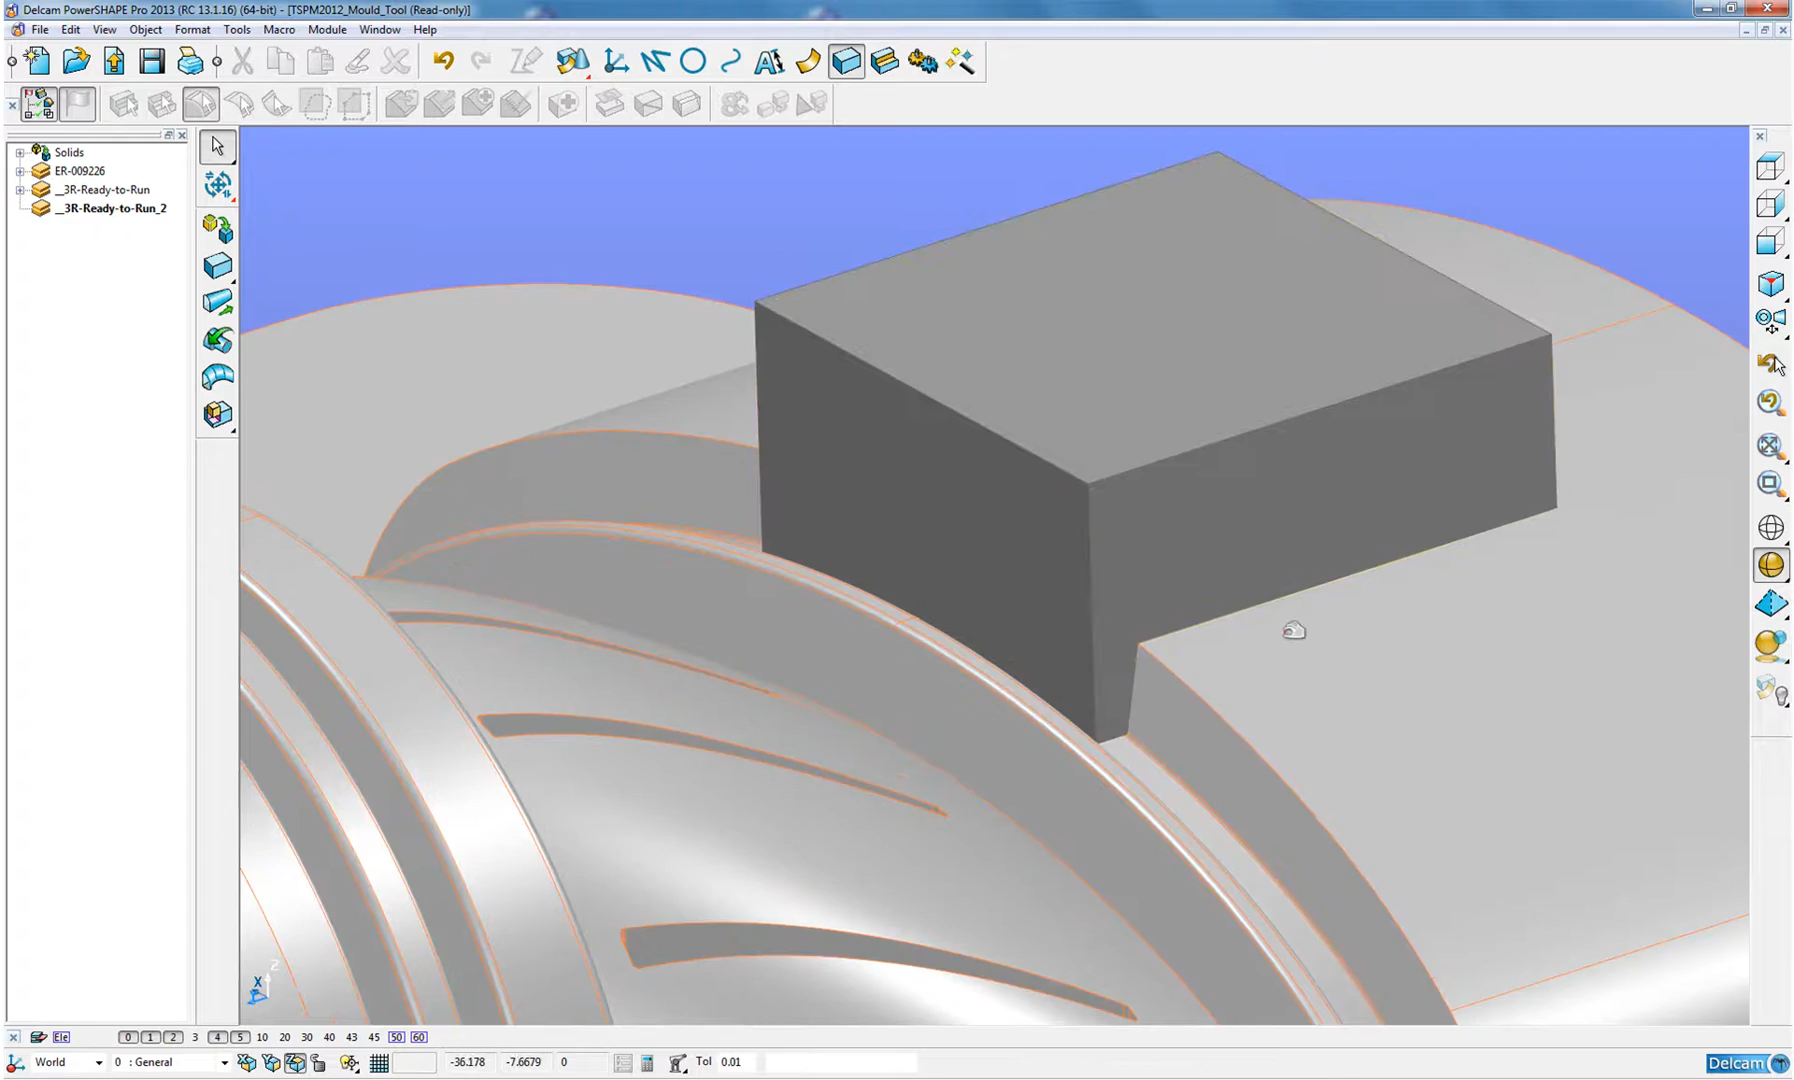 Delcam PowerSHAPE Pro 2013 (RC 13.1.16) (64-bit) - [TSPM2012_Mould_Tool (Read-only)]
File Edit View Object Format Tools Macro Module Window Help
Solids
ER-009226
__3R-Ready-to-Run
__3R-Ready-to-Run_2
Z
X
Ele 0 1 2 3 4 5 10 20 30 40 43 45 50 60
World 0 : General -36.178 -7.6679 0 Tol 0.01 Delcam